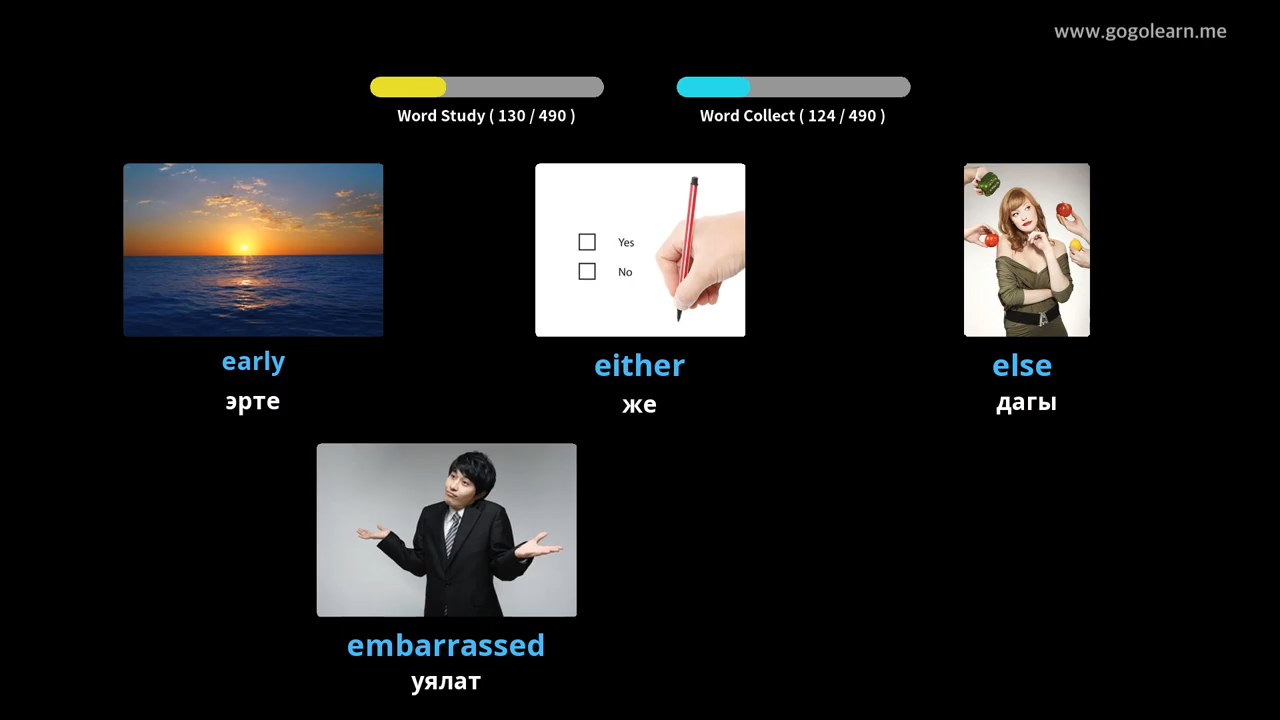 www.gogolearn.me
Word Study ( 130 / 490 )
Word Collect ( 124 / 490 )
Yes
No
early
эрте
either
же
else
дагы
embarrassed
уялат